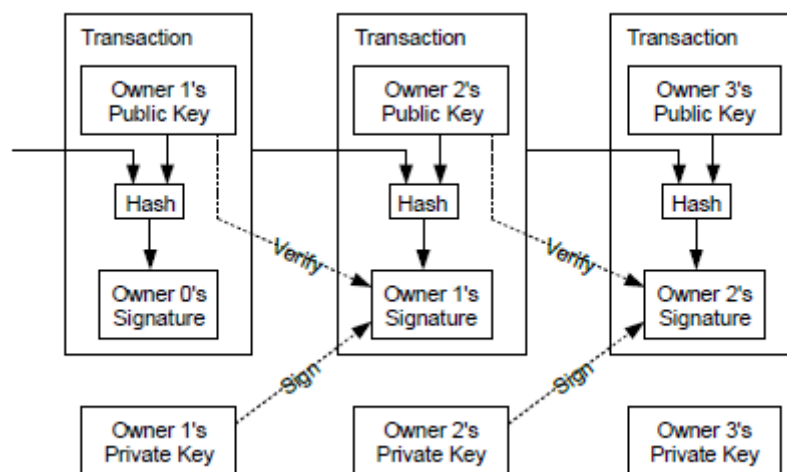 Transaction
Transaction
Transaction
Owner 1's
Public Key
Owner 2's
Public Key
Owner 3's
Public Key
Hash
Hash
Hash
Verify
Verify
Owner 0's
Signature
Owner 1's
Signature
Owner 2's
Signature
Sign
Sign
Owner 1's
Private Key
Owner 2's
Private Key
Owner 3's
Private Key